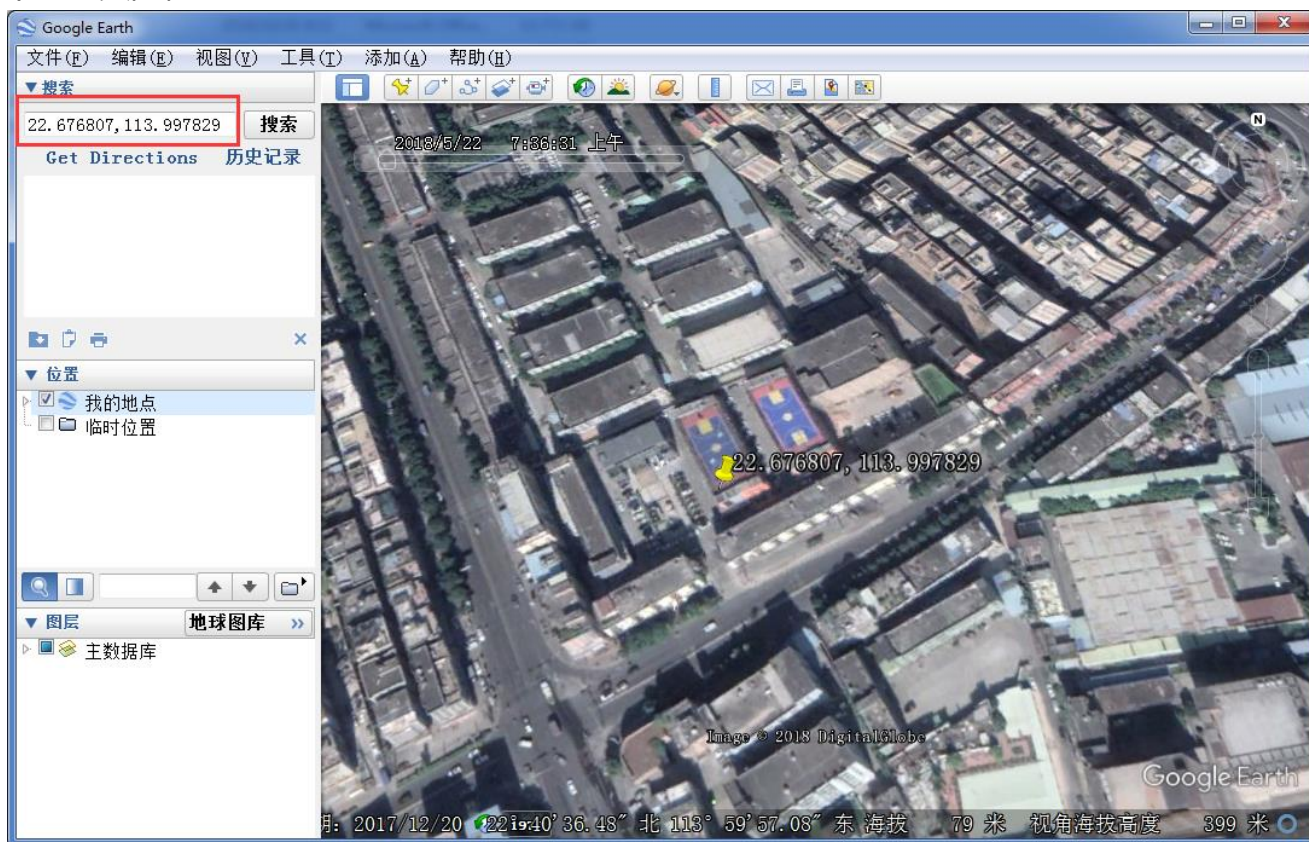 Google Earth
文件(F) 编辑(E) 视图(V) 工具(T) 添加(A) 帮助(H)
▼搜索
22.676807,113.997829 搜索
Get Directions 历史记录
2018/5/22 7:36:31 上午
N
▼ 位置
我的地点
临时位置
22.676807, 113.997829
▼ 图层 地球图库 »
主数据库
Image © 2018 DigitalGlobe
Google Earth
期: 2017/12/20 22°40'36.48" 北 113°59'57.08" 东 海拔 79 米 视角海拔高度 399 米